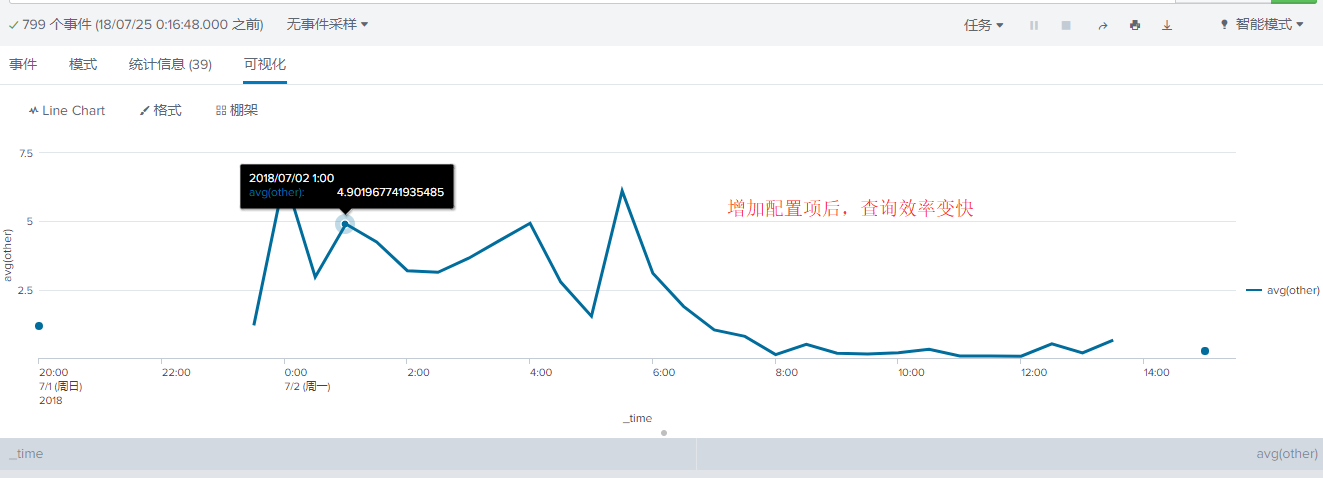 799 个事件 (18/07/25 0:16:48.000 之前) 无事件采样 任务 智能模式
事件 模式 统计信息 (39) 可视化
Line Chart 格式 棚架
7.5
2018/07/02 1:00
avg(other): 4.901967741935485
增加配置项后，查询效率变快
5
avg(other)
2.5
avg(other)
20:00 22:00 0:00 2:00 4:00 6:00 8:00 10:00 12:00 14:00
7/1 (周日) 7/2 (周一)
2018
_time
_time avg(other)